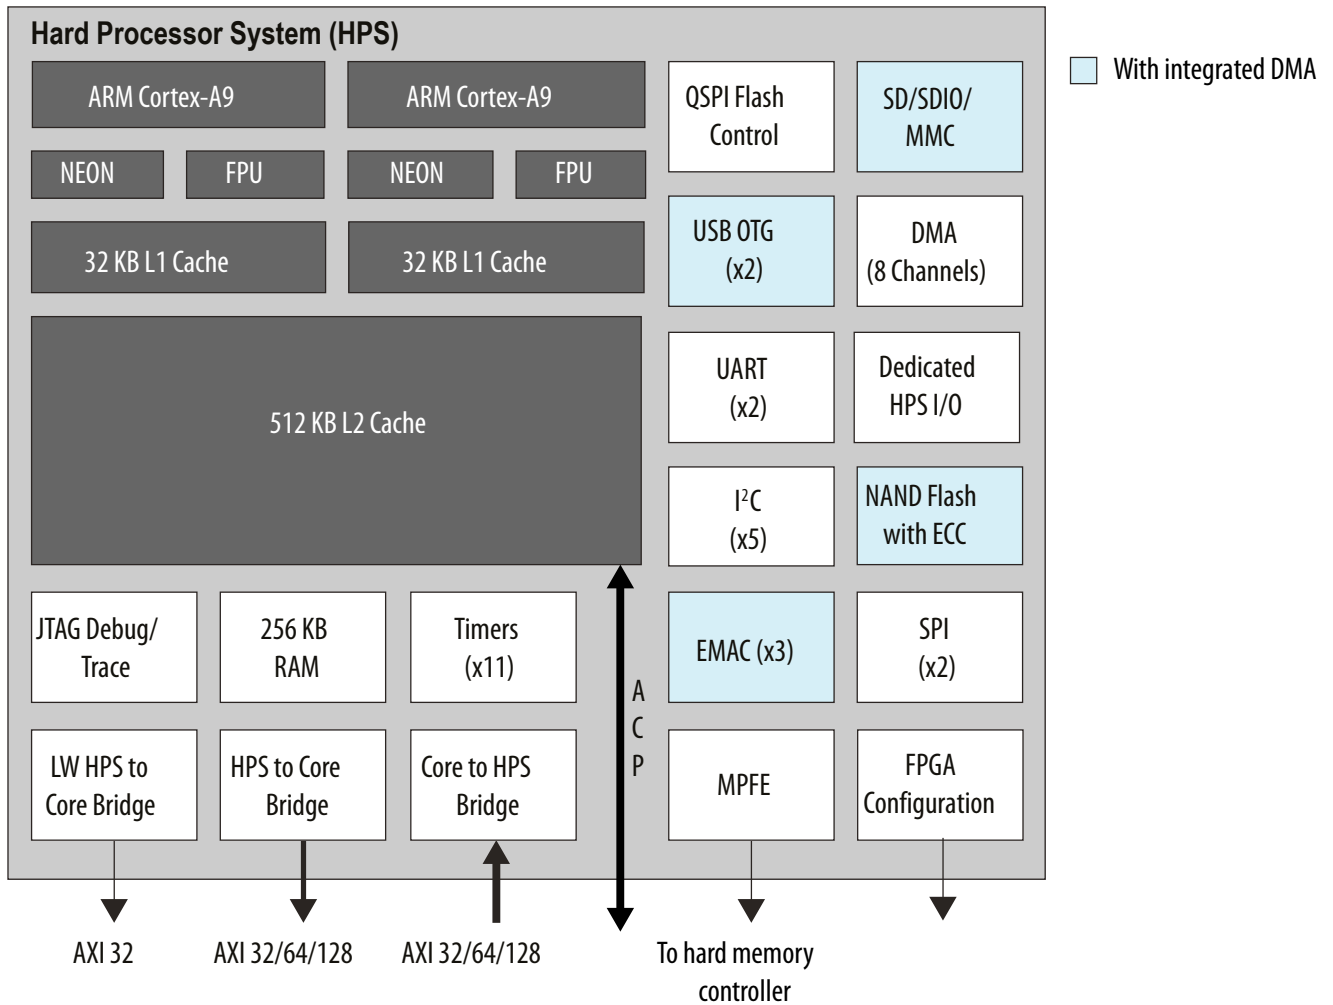 Hard Processor System (HPS)
With integrated DMA
ARM Cortex-A9
ARM Cortex-A9
NEON
FPU
NEON
FPU
32 KB L1 Cache
32 KB L1 Cache
512 KB L2 Cache
QSPI Flash
Control
SD/SDIO/
MMC
USB OTG
(x2)
DMA
(8 Channels)
UART
(x2)
Dedicated
HPS I/O
I²C
(x5)
NAND Flash
with ECC
JTAG Debug/
Trace
256 KB
RAM
Timers
(x11)
A
C
P
EMAC (x3)
SPI
(x2)
LW HPS to
Core Bridge
HPS to Core
Bridge
Core to HPS
Bridge
MPFE
FPGA
Configuration
AXI 32
AXI 32/64/128
AXI 32/64/128
To hard memory
controller